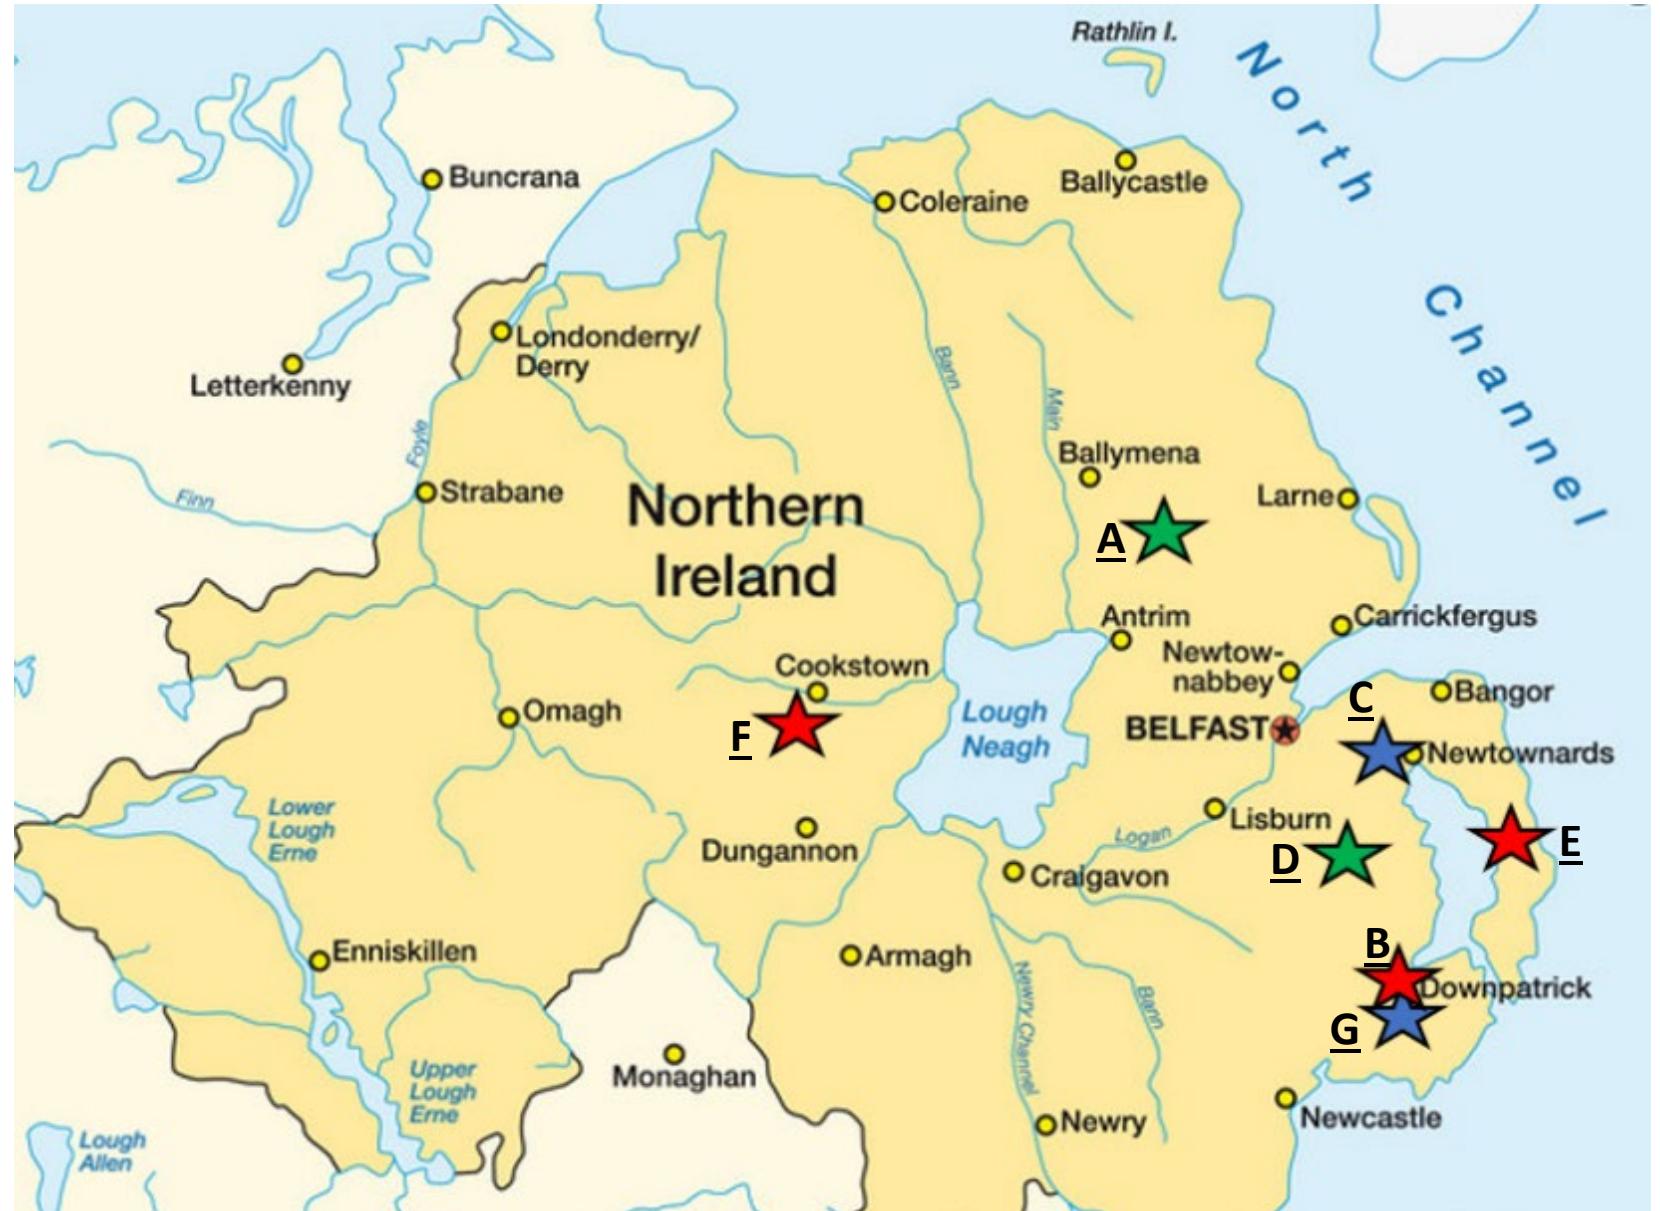 Rathlin I.
North
Channel
Buncrana
Coleraine
Ballycastle
Londonderry/
Derry
Letterkenny
Bann
Main
Foyle
Finn
Strabane
Ballymena
Larne
Northern
Ireland
A
Antrim
Carrickfergus
Newtow-
nabbey
Cookstown
C
Bangor
Omagh
F
Lough
Neagh
BELFAST
Newtownards
Lower
Lough
Erne
Dungannon
Lisburn
Logan
D
E
Craigavon
Enniskillen
Armagh
B
Downpatrick
Newry Channel
Bann
G
Monaghan
Upper
Lough
Erne
Newry
Newcastle
Lough
Allen